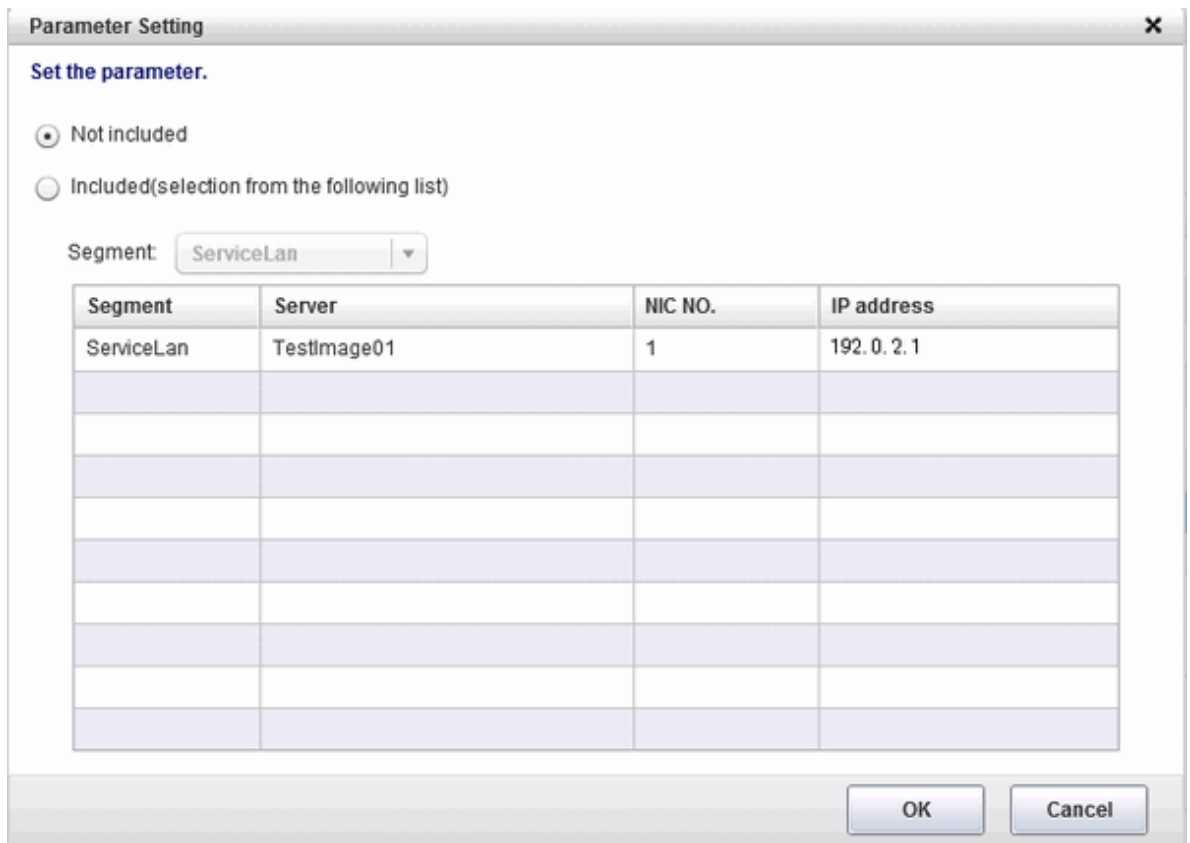 Parameter Setting
Set the parameter.
Not included
Included(selection from the following list)
Segment: ServiceLan
Segment Server NIC NO. IP address
ServiceLan TestImage01 1 192. 0. 2. 1
OK Cancel